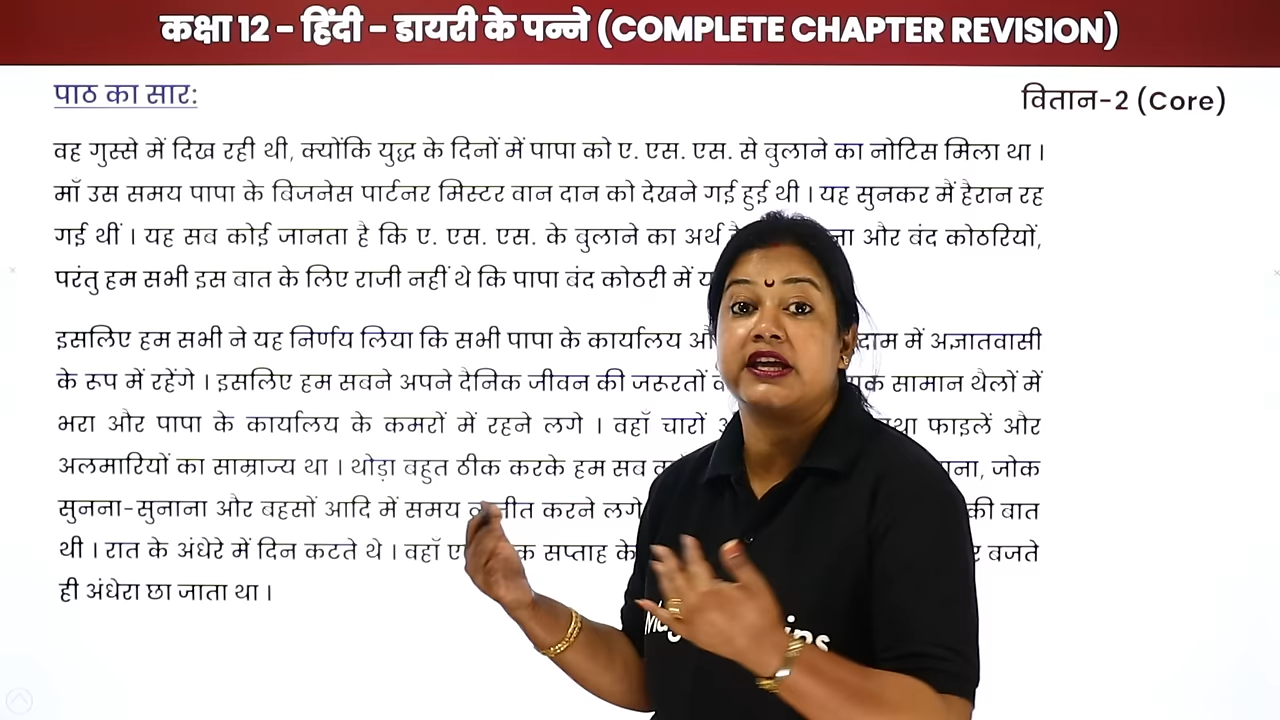 कक्षा 12 - हिंदी - डायरी के पन्ने (COMPLETE CHAPTER REVISION)
पाठ का सार:
वितान-2 (Core)
वह गुस्से में दिख रही थी, क्योंकि युद्ध के दिनों में पापा को ए. एस. एस. से बुलाने का नोटिस मिला था ।
माँ उस समय पापा के बिजनेस पार्टनर मिस्टर वान दान को देखने गई हुई थी । यह सुनकर मैं हैरान रह
गई थीं । यह सब कोई जानता है कि ए. एस. एस. के बुलाने का अर्थ और बंद कोठरियों,
परंतु हम सभी इस बात के लिए राजी नहीं थे कि पापा बंद कोठरी में
इसलिए हम सभी ने यह निर्णय लिया कि सभी पापा के कार्यालय में अज्ञातवासी
के रूप में रहेंगे । इसलिए हम सबने अपने दैनिक जीवन की जरूरतों सामान थैलों में
भरा और पापा के कार्यालय के कमरों में रहने लगे । वहाँ चारों फाइलें और
अलमारियों का साम्राज्य था । थोड़ा बहुत ठीक करके हम सब जोक
सुनना-सुनाना और बहसों आदि में समय करने लगे की बात
थी । रात के अंधेरे में दिन कटते थे । वहाँ सप्ताह के बजते
ही अंधेरा छा जाता था ।